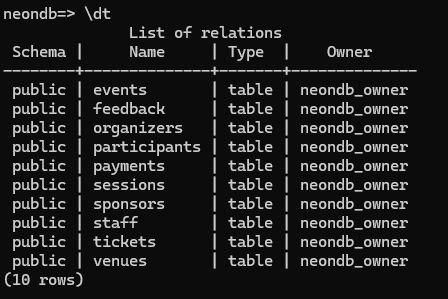 neondb=> \dt
List of relations
Schema | Name | Type | Owner
--------+--------------+-------+--------------
public | events | table | neondb_owner
public | feedback | table | neondb_owner
public | organizers | table | neondb_owner
public | participants | table | neondb_owner
public | payments | table | neondb_owner
public | sessions | table | neondb_owner
public | sponsors | table | neondb_owner
public | staff | table | neondb_owner
public | tickets | table | neondb_owner
public | venues | table | neondb_owner
(10 rows)